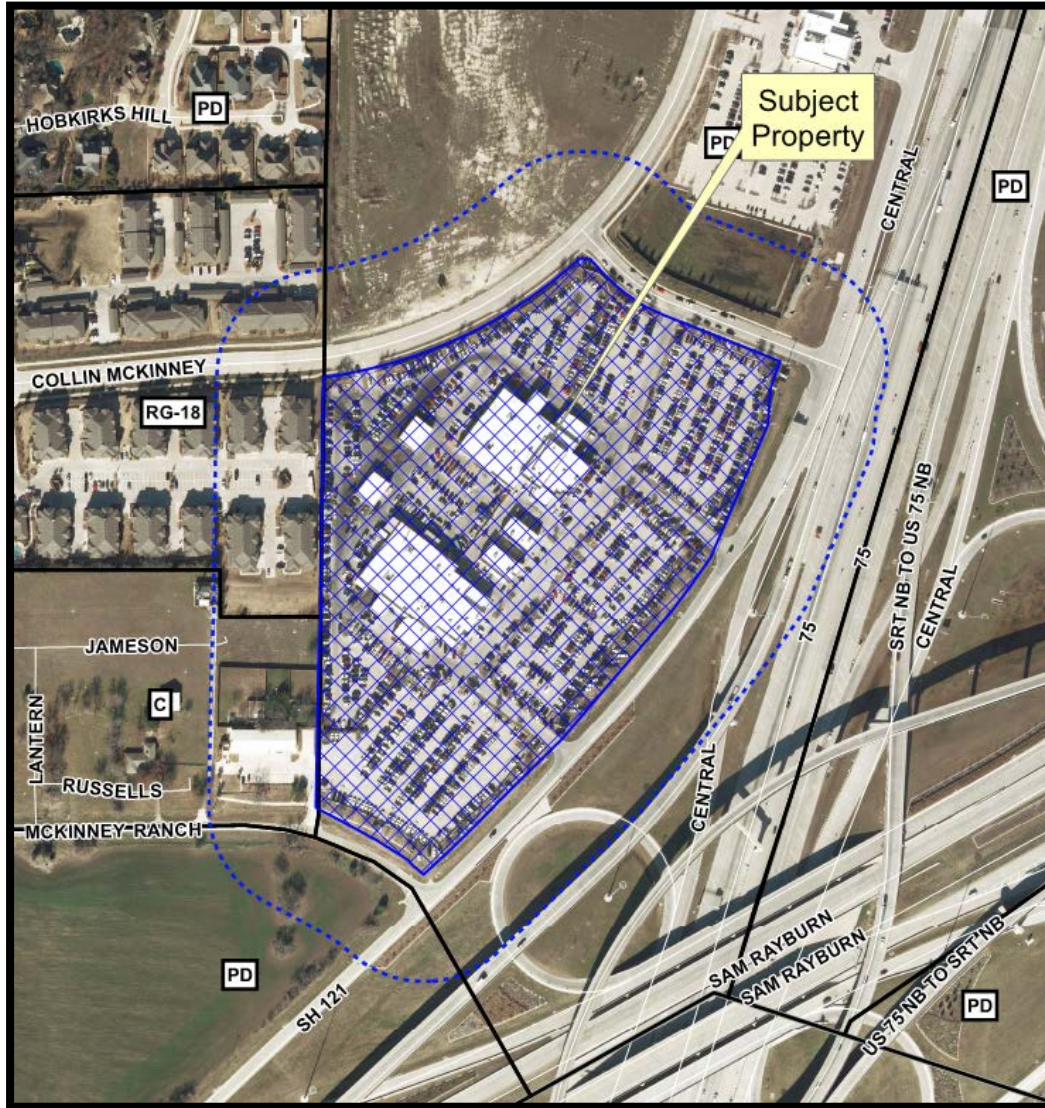 HOBKIRKS HILL
PD
Subject
Property
PD
CENTRAL
PD
COLLIN MCKINNEY
RG-18
JAMESON
C
LANTERN
RUSSELLS
MCKINNEY RANCH
75
75
SRT NB TO US 75 NB
CENTRAL
CENTRAL
PD
SH 121
SAM RAYBURN
SAM RAYBURN
US 75 NB TO SRT NB
PD